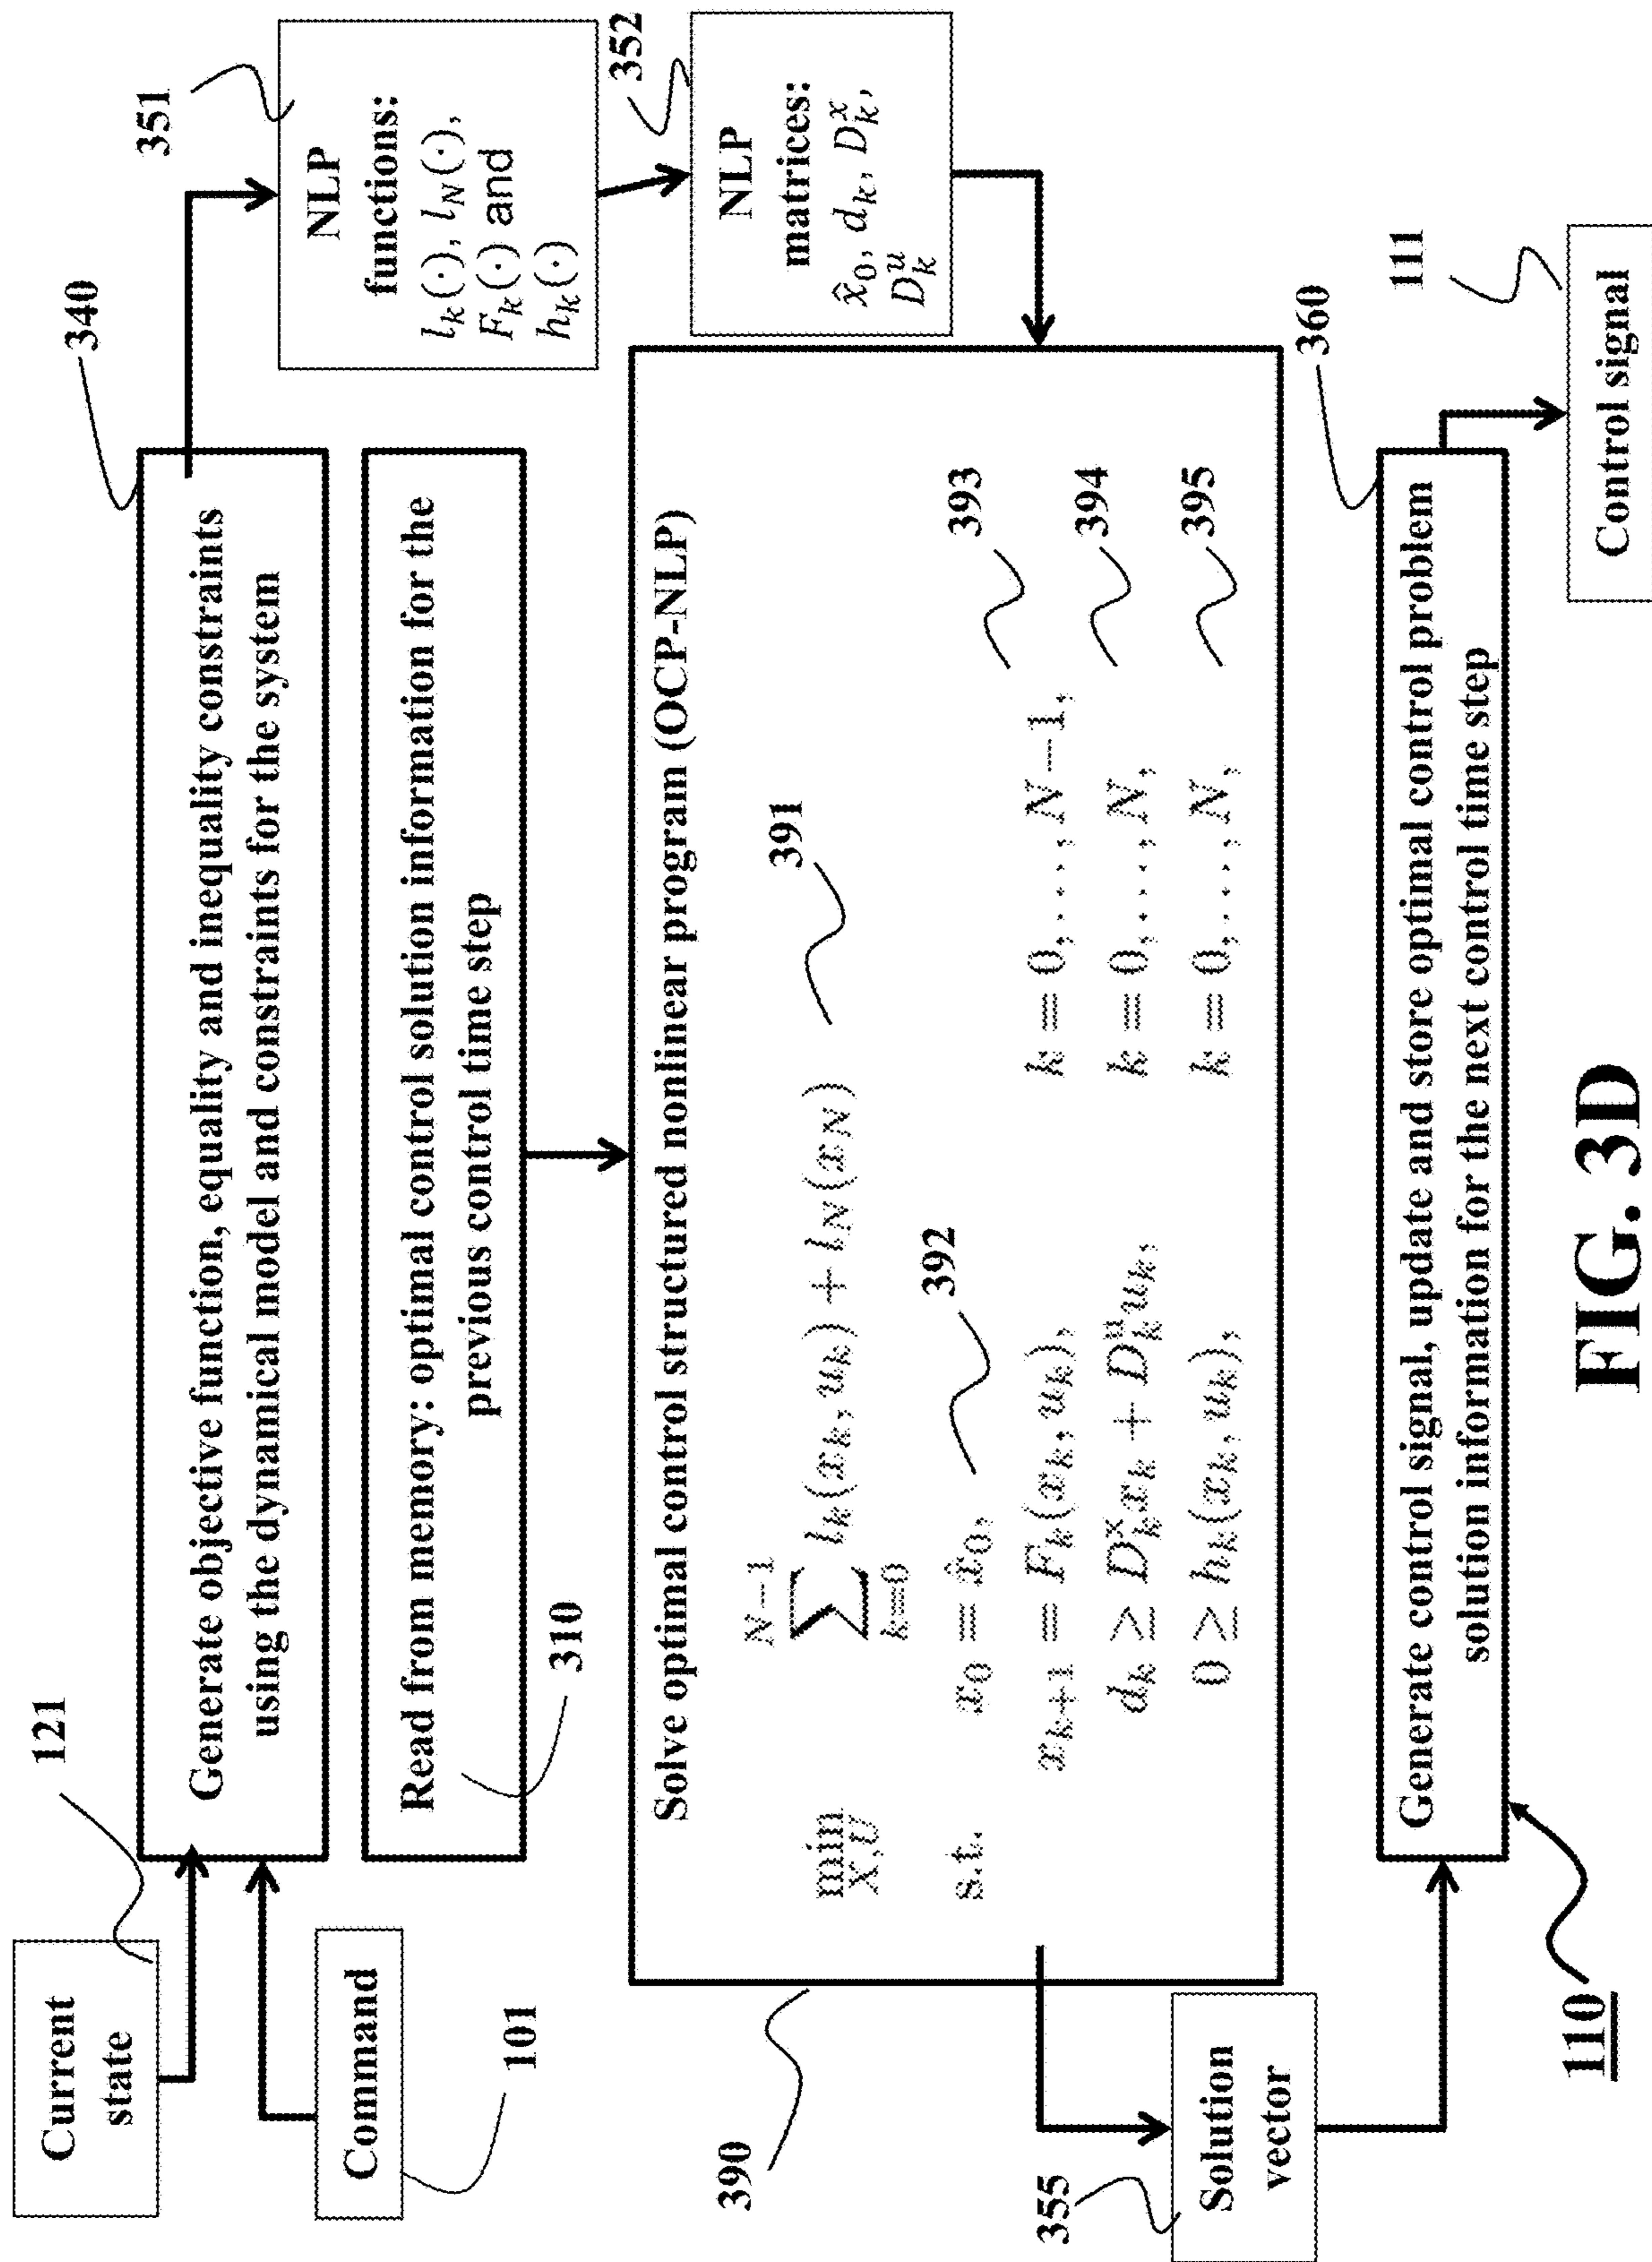 Current
state
121
Command
101
340
Generate objective function, equality and inequality constraints
using the dynamical model and constraints for the system
351
NLP
functions:
l_k(·), l_N(·),
F_k(·) and
h_k(·)
310
Read from memory: optimal control solution information for the
previous control time step
352
NLP
matrices:
x̂_0, d_k, D_k^x,
D_k^u
390
Solve optimal control structured nonlinear program (OCP-NLP)
min_{X,U} ∑_{k=0}^{N−1} l_k(x_k, u_k) + l_N(x_N)
391
s.t. x_0 = x̂_0,
392
x_{k+1} = F_k(x_k, u_k), k = 0,…, N−1,
393
d_k ≥ D_k^x x_k + D_k^u u_k, k = 0,…, N,
394
0 ≥ h_k(x_k, u_k), k = 0,…, N,
395
355
Solution
vector
360
Generate control signal, update and store optimal control problem
solution information for the next control time step
110
111
Control signal
FIG. 3D